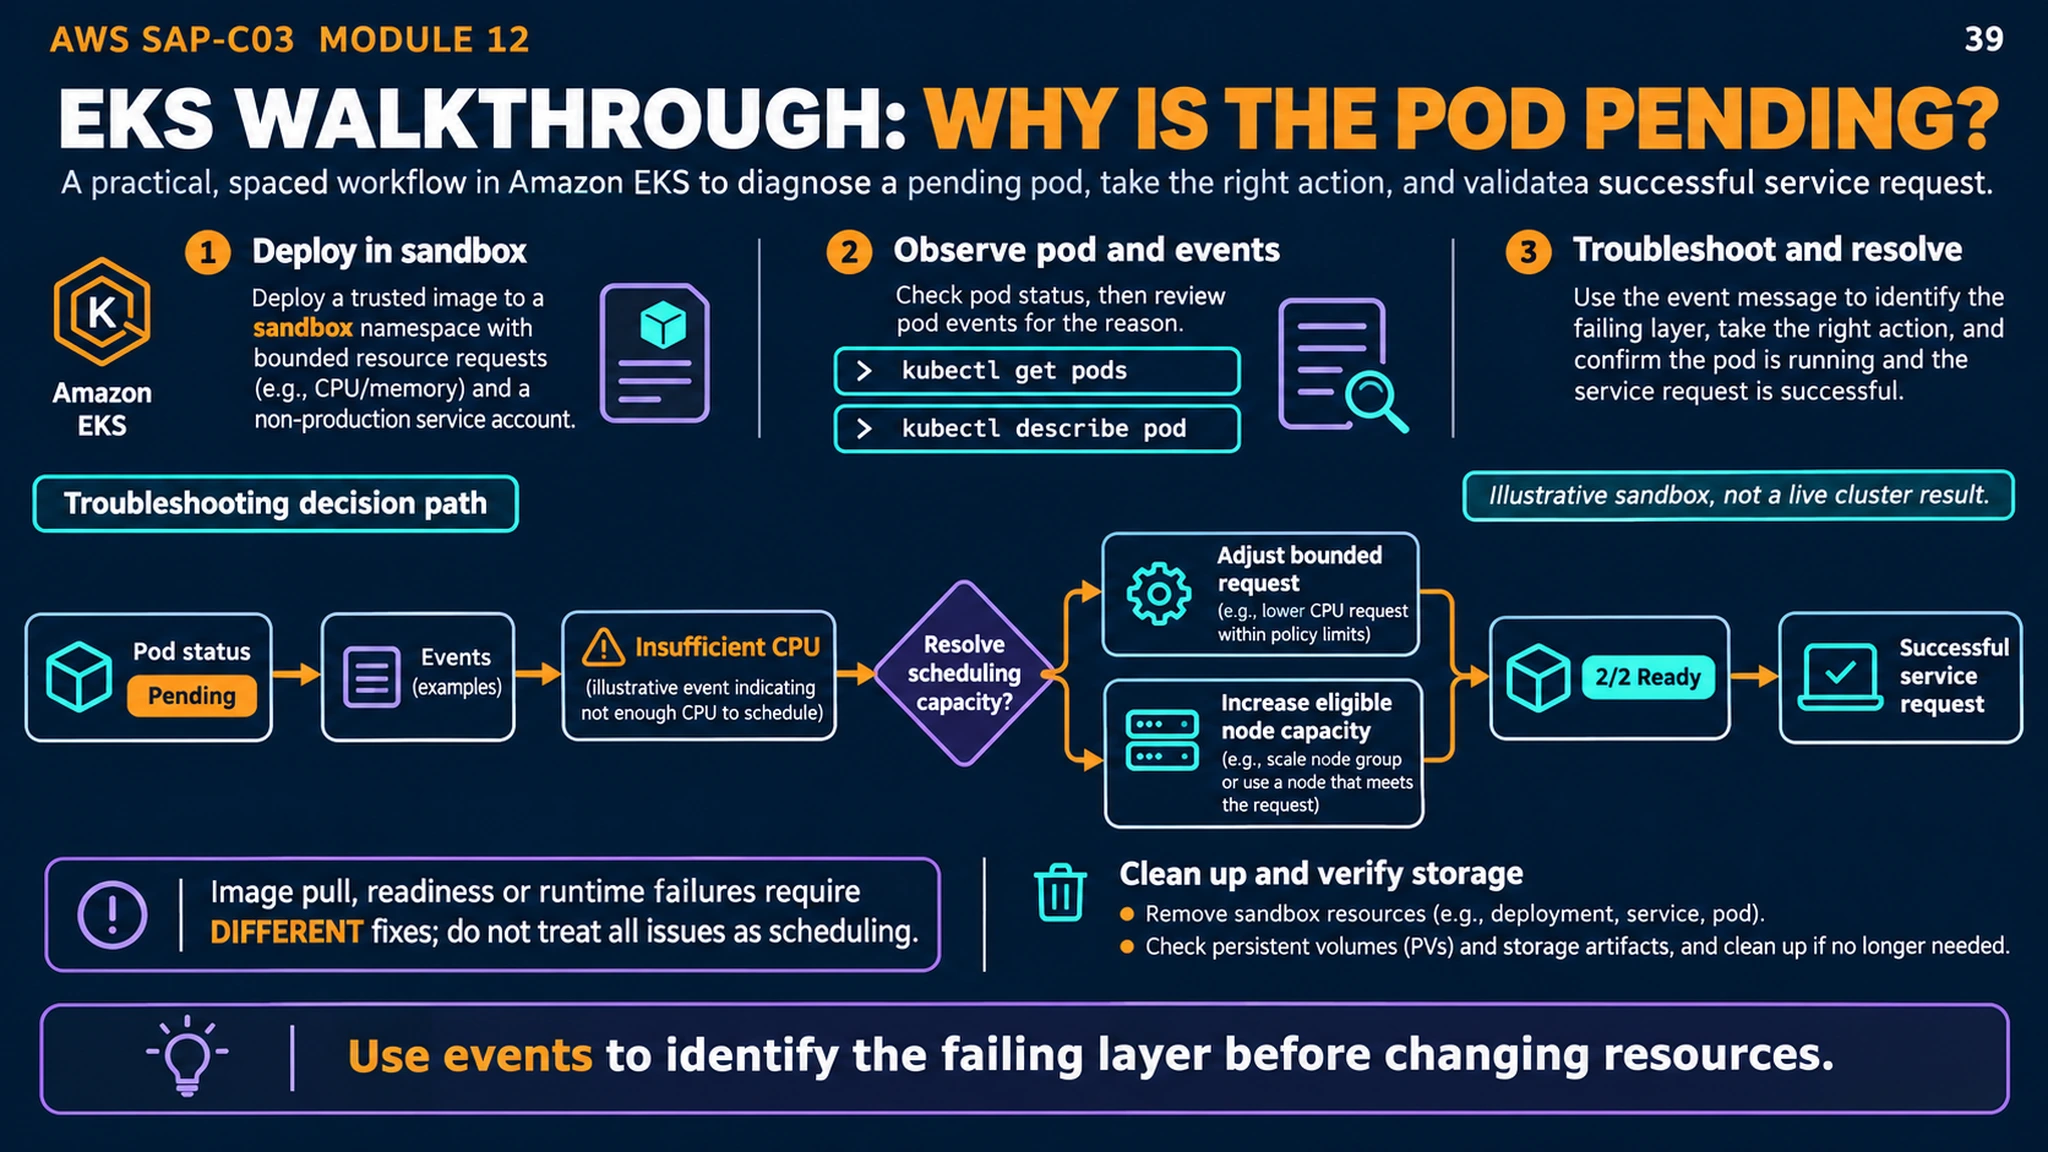 AWS SAP-C03 MODULE 12
39
EKS WALKTHROUGH: WHY IS THE POD PENDING?
A practical, spaced workflow in Amazon EKS to diagnose a pending pod, take the right action, and validatea successful service request.
K
Amazon
EKS
1 Deploy in sandbox
Deploy a trusted image to a
sandbox namespace with
bounded resource requests
(e.g., CPU/memory) and a
non-production service account.
2 Observe pod and events
Check pod status, then review
pod events for the reason.
> kubectl get pods
> kubectl describe pod
3 Troubleshoot and resolve
Use the event message to identify the
failing layer, take the right action, and
confirm the pod is running and the
service request is successful.
Troubleshooting decision path
Illustrative sandbox, not a live cluster result.
Pod status
Pending
Events
(examples)
Insufficient CPU
(illustrative event indicating
not enough CPU to schedule)
Resolve
scheduling
capacity?
Adjust bounded
request
(e.g., lower CPU request
within policy limits)
Increase eligible
node capacity
(e.g., scale node group
or use a node that meets
the request)
2/2 Ready
Successful
service
request
Image pull, readiness or runtime failures require
DIFFERENT fixes; do not treat all issues as scheduling.
Clean up and verify storage
● Remove sandbox resources (e.g., deployment, service, pod).
● Check persistent volumes (PVs) and storage artifacts, and clean up if no longer needed.
Use events to identify the failing layer before changing resources.